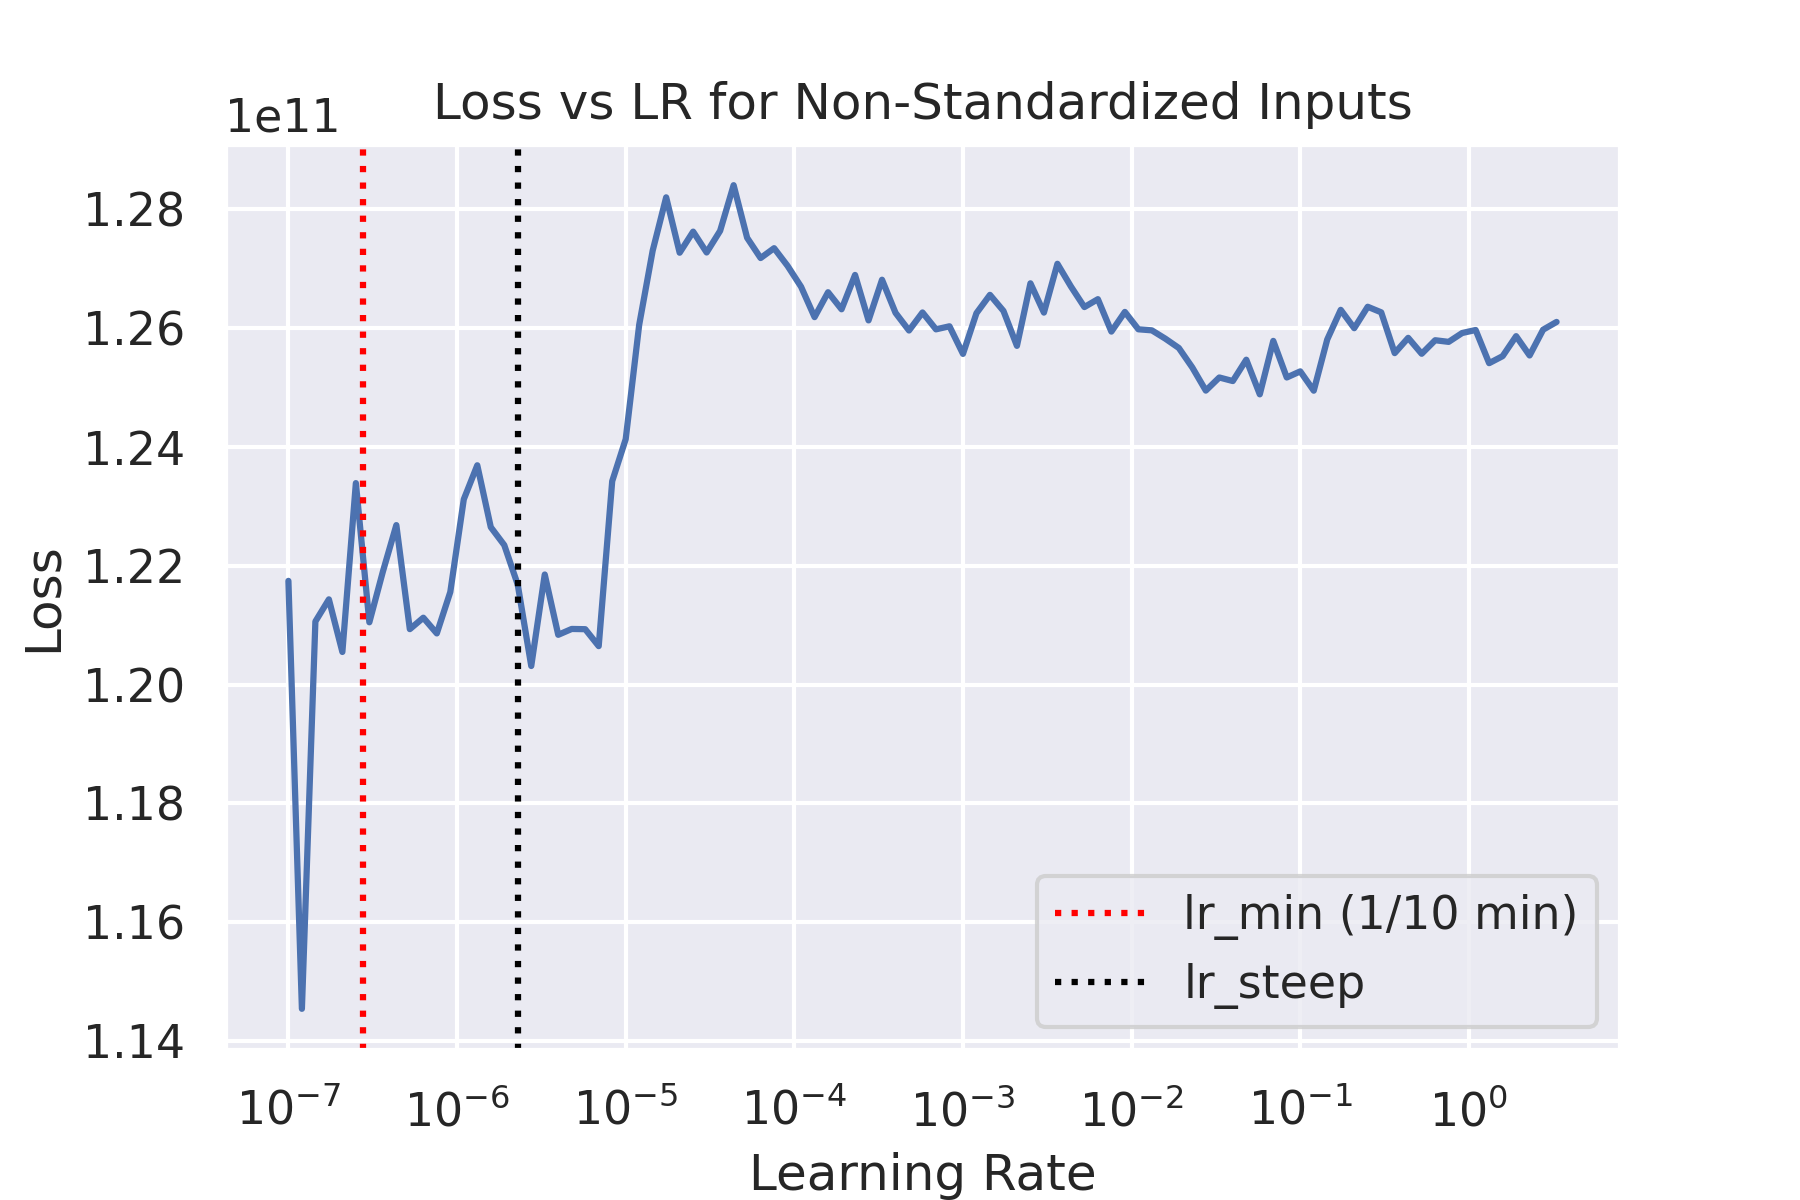 Loss vs LR for Non-Standardized Inputs
1e11
1.28
1.26
1.24
1.22
1.20
1.18
1.16
1.14
Loss
lr_min (1/10 min)
lr_steep
10⁻⁷ 10⁻⁶ 10⁻⁵ 10⁻⁴ 10⁻³ 10⁻² 10⁻¹ 10⁰
Learning Rate